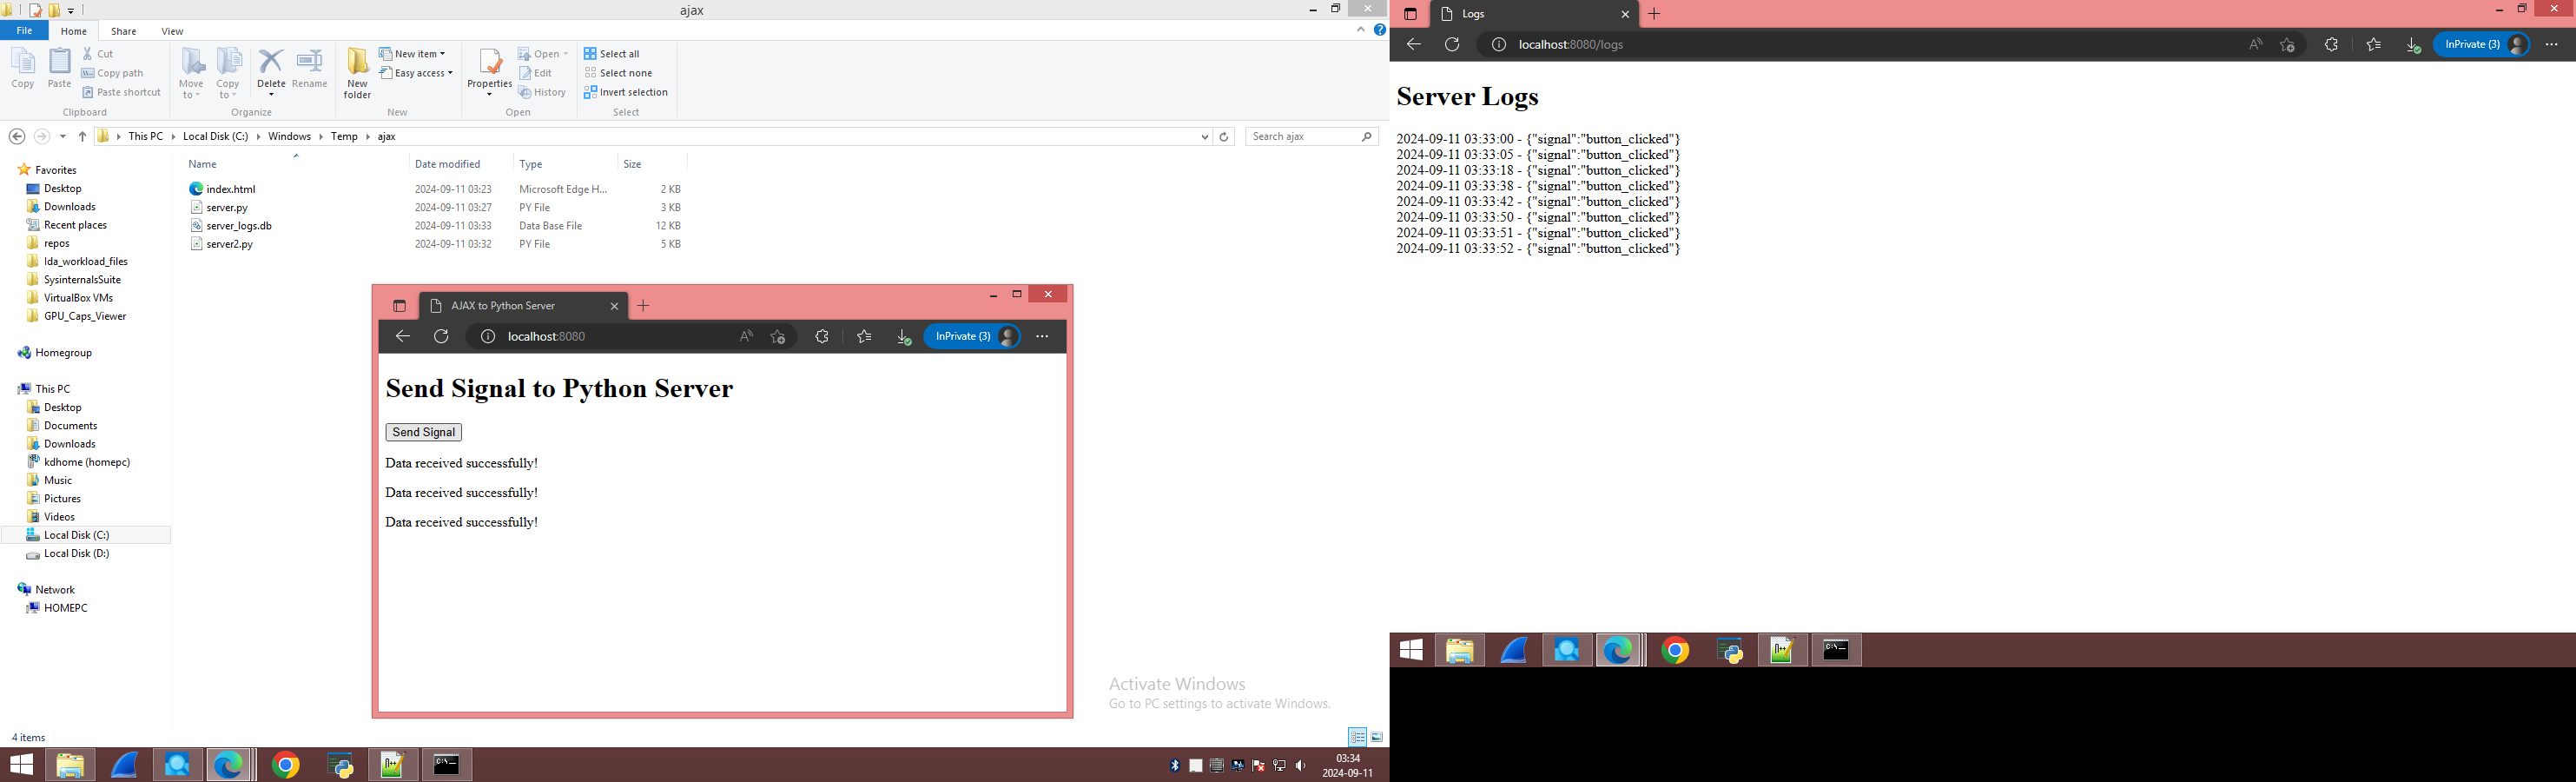 ajax
File Home Share View
Copy
Paste
Cut
Copy path
Paste shortcut
Clipboard
Move to
Copy to
Delete
Rename
Organize
New folder
New item
Easy access
New
Properties
Open
Edit
History
Open
Select all
Select none
Invert selection
Select
This PC Local Disk (C:) Windows Temp ajax
Search ajax
Favorites
Desktop
Downloads
Recent places
repos
Ida_workload_files
SysinternalsSuite
VirtualBox VMs
GPU_Caps_Viewer
Homegroup
This PC
Desktop
Documents
Downloads
kdhome (homepc)
Music
Pictures
Videos
Local Disk (C:)
Local Disk (D:)
Network
HOMEPC
Name Date modified Type Size
index.html 2024-09-11 03:23 Microsoft Edge H... 2 KB
server.py 2024-09-11 03:27 PY File 3 KB
server_logs.db 2024-09-11 03:33 Data Base File 12 KB
server2.py 2024-09-11 03:32 PY File 5 KB
AJAX to Python Server
localhost:8080
InPrivate (3)
Send Signal to Python Server
Send Signal
Data received successfully!
Data received successfully!
Data received successfully!
Activate Windows
Go to PC settings to activate Windows.
4 items
03:34
2024-09-11
Logs
localhost:8080/logs
InPrivate (3)
Server Logs
2024-09-11 03:33:00 - {"signal":"button_clicked"}
2024-09-11 03:33:05 - {"signal":"button_clicked"}
2024-09-11 03:33:18 - {"signal":"button_clicked"}
2024-09-11 03:33:38 - {"signal":"button_clicked"}
2024-09-11 03:33:42 - {"signal":"button_clicked"}
2024-09-11 03:33:50 - {"signal":"button_clicked"}
2024-09-11 03:33:51 - {"signal":"button_clicked"}
2024-09-11 03:33:52 - {"signal":"button_clicked"}